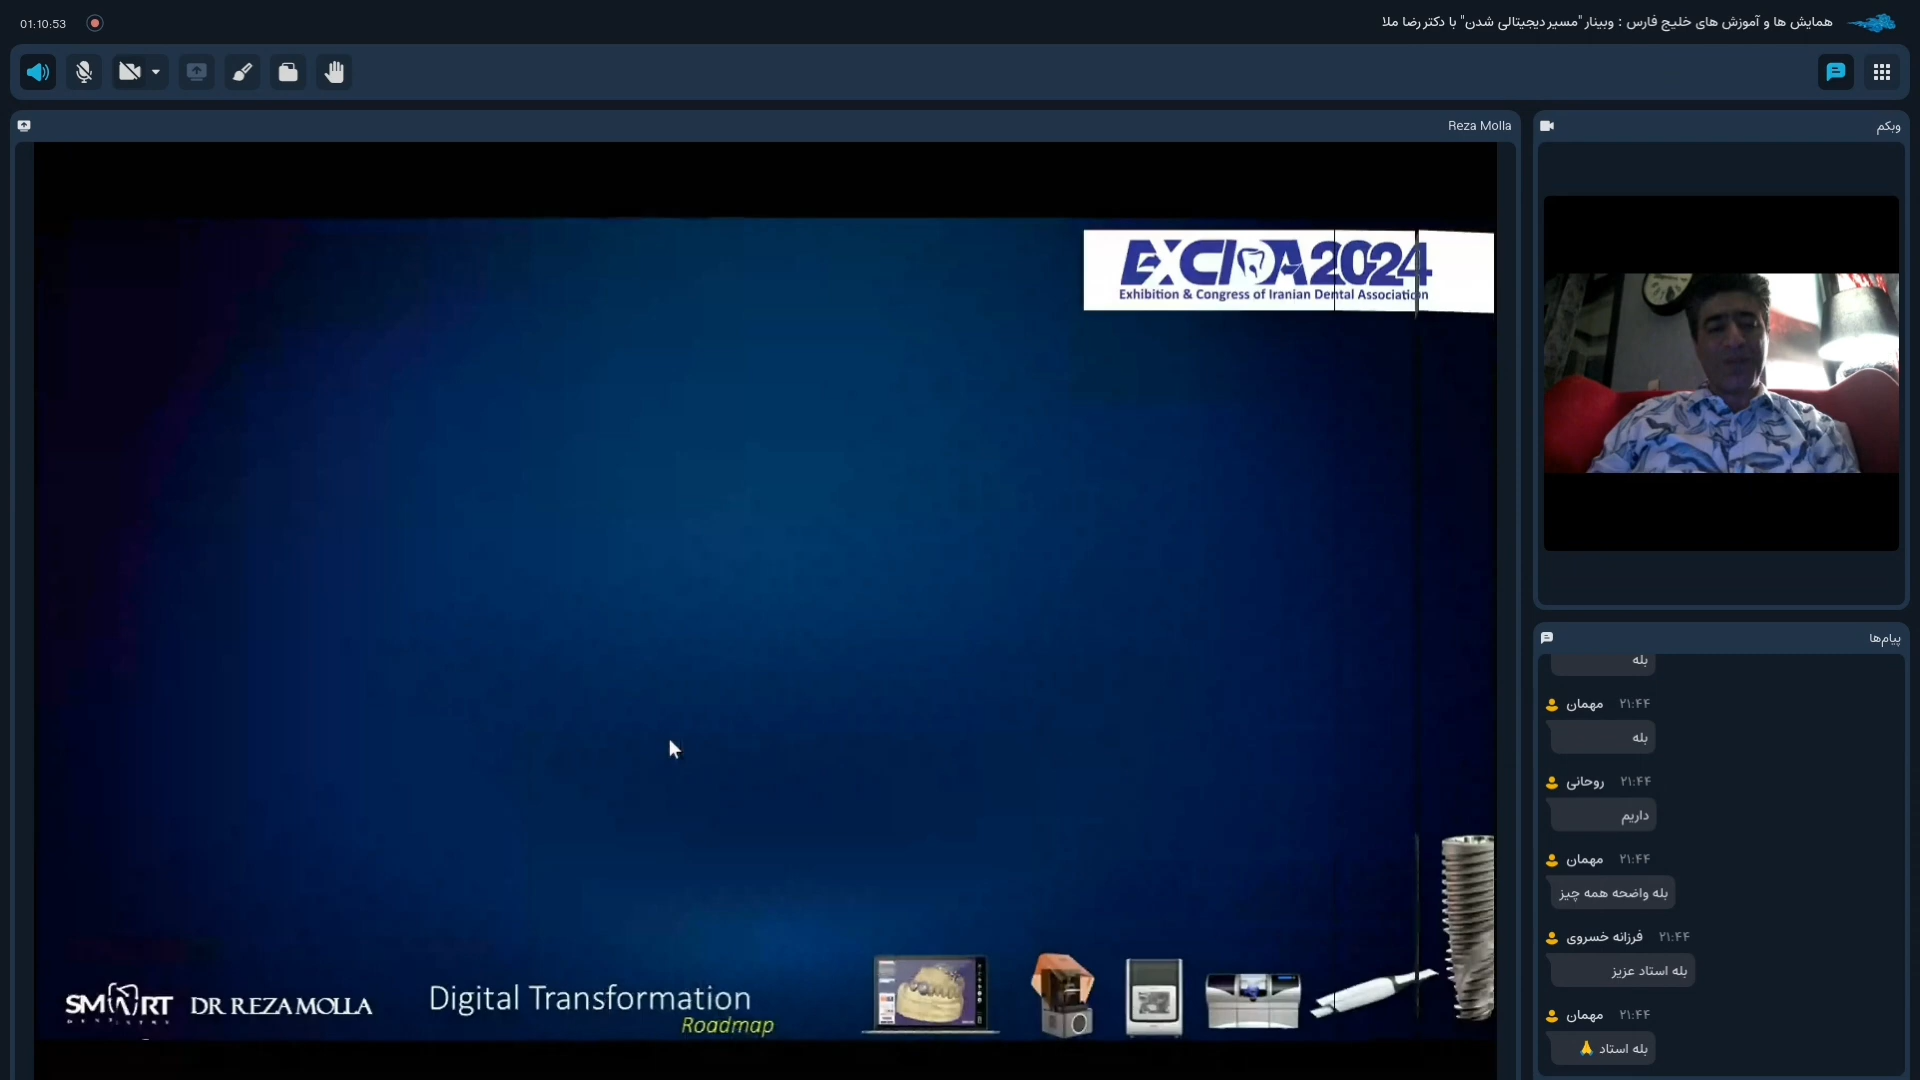 01:10:53
همایش ها و آموزش های خلیج فارس : وبینار "مسیر دیجیتالی شدن" با دکتر رضا ملا
Reza Molla
EXCIDA2024
Exhibition & Congress of Iranian Dental Association
SMART
DENTISTRY
DR REZA MOLLA
Digital Transformation
Roadmap
وبکم
پیام‌ها
بله
مهمان ۲۱:۴۴
بله
روحانی ۲۱:۴۴
داریم
مهمان ۲۱:۴۴
بله واضحه همه چیز
فرزانه خسروی ۲۱:۴۴
بله استاد عزیز
مهمان ۲۱:۴۴
بله استاد 🙏